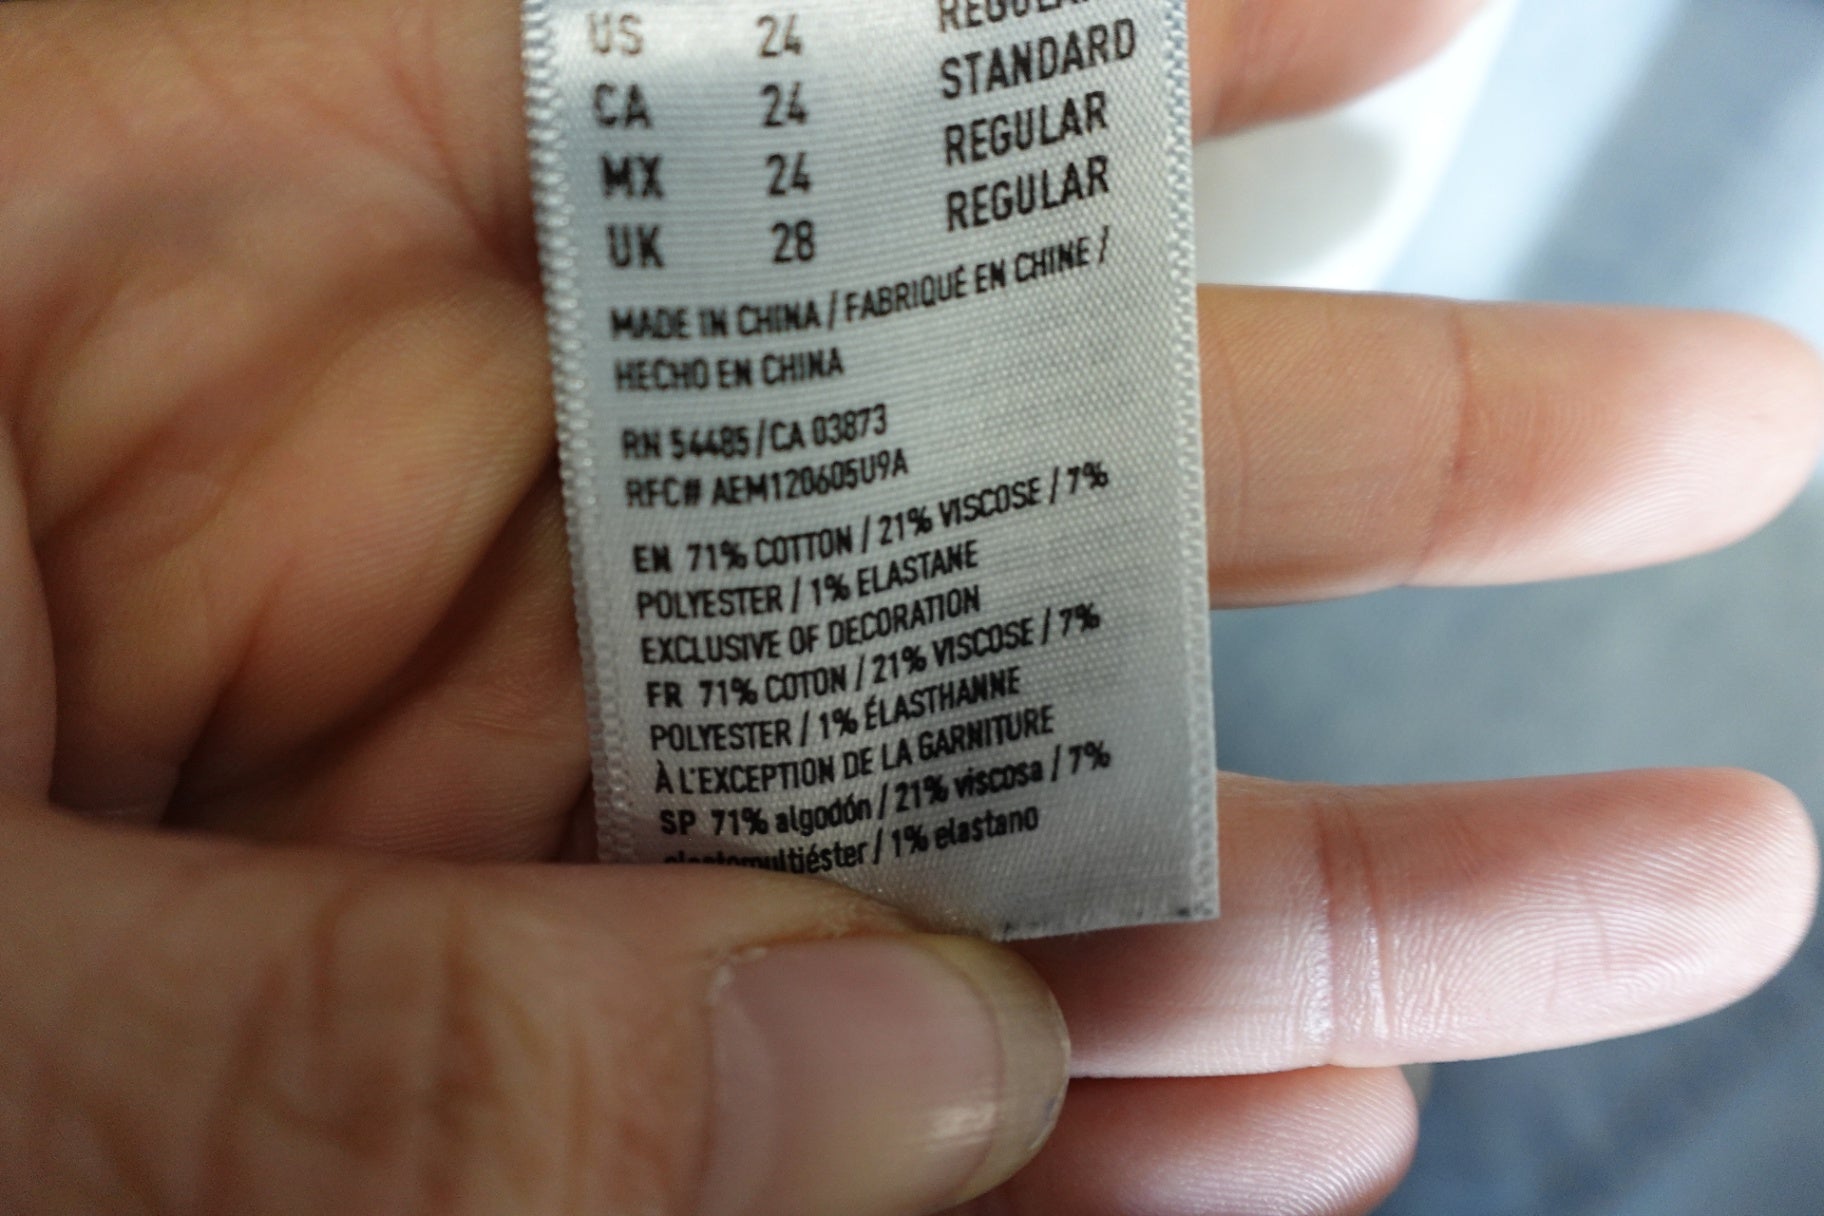 US 24 REGULAR
CA 24 STANDARD
MX 24 REGULAR
UK 28 REGULAR
MADE IN CHINA / FABRIQUÉ EN CHINE /
HECHO EN CHINA
RN 54485 / CA 03873
RFC# AEM120605U9A
EN 71% COTTON / 21% VISCOSE / 7%
POLYESTER / 1% ELASTANE
EXCLUSIVE OF DECORATION
FR 71% COTON / 21% VISCOSE / 7%
POLYESTER / 1% ÉLASTHANNE
À L'EXCEPTION DE LA GARNITURE
SP 71% algodón / 21% viscosa / 7%
elastomultiéster / 1% elastano